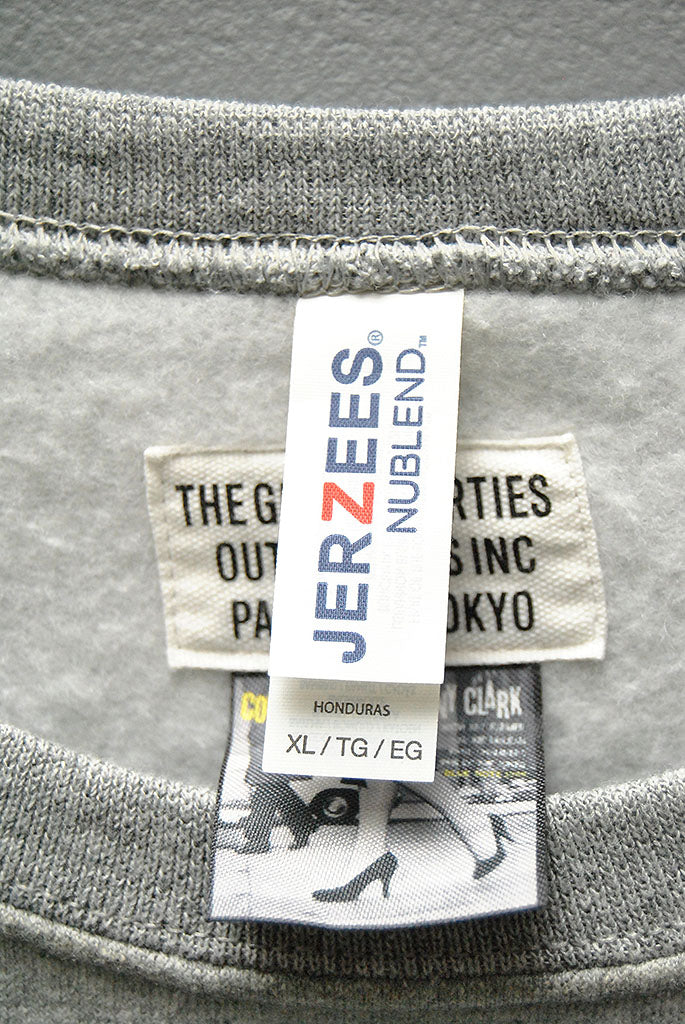 JERZEES®
NUBLEND™
THE G RTIES
OUT S INC
PA OKYO
HONDURAS
XL / TG / EG
CO Y CLARK